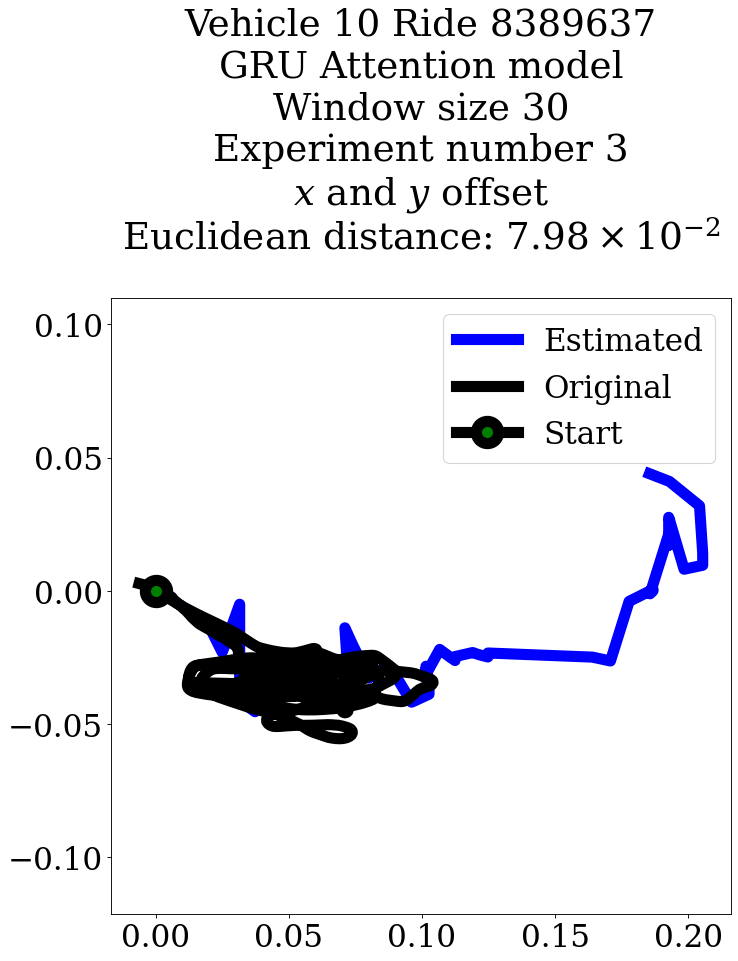 Vehicle 10 Ride 8389637
GRU Attention model
Window size 30
Experiment number 3
x and y offset
Euclidean distance: 7.98 × 10⁻²
Estimated
Original
Start
0.10
0.05
0.00
−0.05
−0.10
0.00 0.05 0.10 0.15 0.20